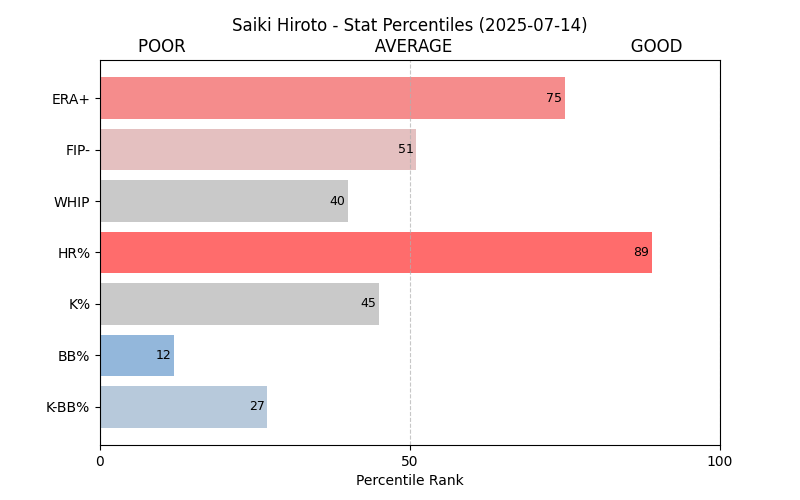 Saiki Hiroto - Stat Percentiles (2025-07-14)
POOR AVERAGE GOOD
ERA+ 75
FIP- 51
WHIP 40
HR% 89
K% 45
BB% 12
K-BB% 27
0 50 100
Percentile Rank